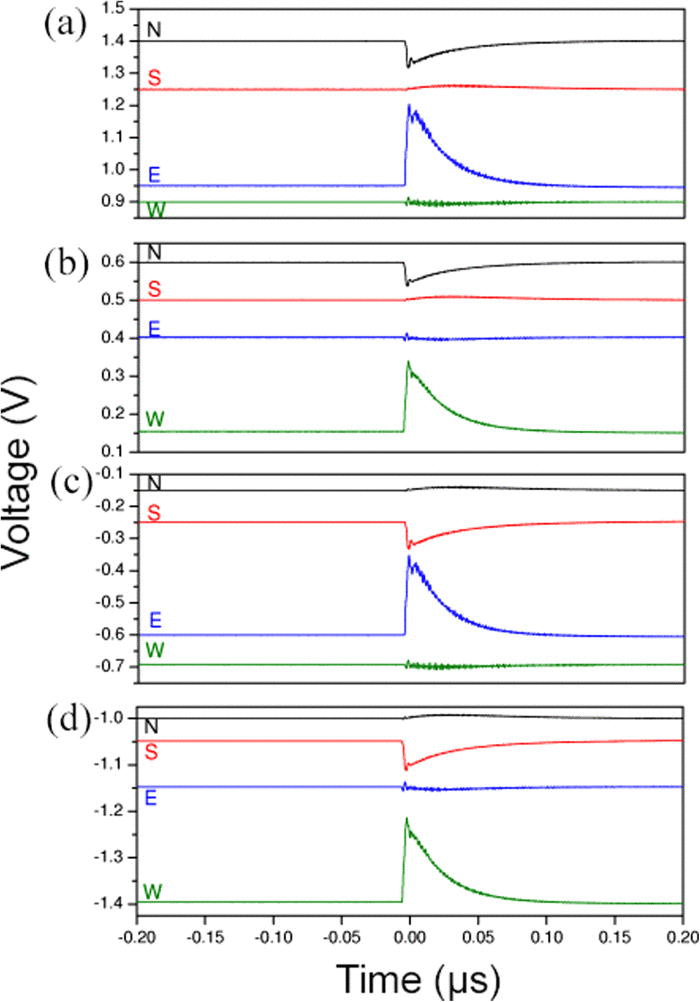 (a)
1.5
1.4
1.3
1.2
1.1
1.0
0.9
N
S
E
W
(b)
0.6
0.5
0.4
0.3
0.2
0.1
N
S
E
W
Voltage (V)
(c)
-0.1
-0.2
-0.3
-0.4
-0.5
-0.6
-0.7
N
S
E
W
(d)
-1.0
-1.1
-1.2
-1.3
-1.4
N
S
E
W
-0.20 -0.15 -0.10 -0.05 0.00 0.05 0.10 0.15 0.20
Time (µs)